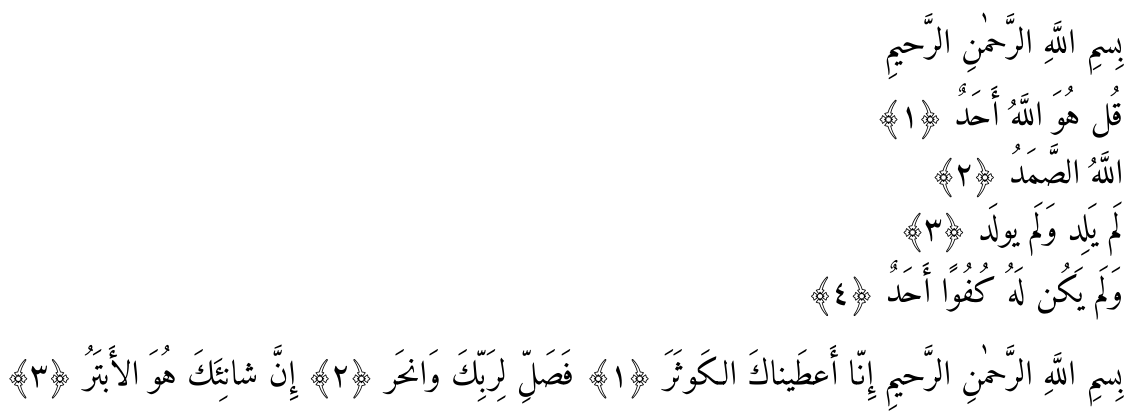 بِسمِ اللَّهِ الرَّحمٰنِ الرَّحيمِ
قُل هُوَ اللَّهُ أَحَدٌ ﴿١﴾
اللَّهُ الصَّمَدُ ﴿٢﴾
لَم يَلِد وَلَم يولَد ﴿٣﴾
وَلَم يَكُن لَهُ كُفُوًا أَحَدٌ ﴿٤﴾
بِسمِ اللَّهِ الرَّحمٰنِ الرَّحيمِ إِنّا أَعطَيناكَ الكَوثَرَ ﴿١﴾ فَصَلِّ لِرَبِّكَ وَانحَر ﴿٢﴾ إِنَّ شانِئَكَ هُوَ الأَبتَرُ ﴿٣﴾